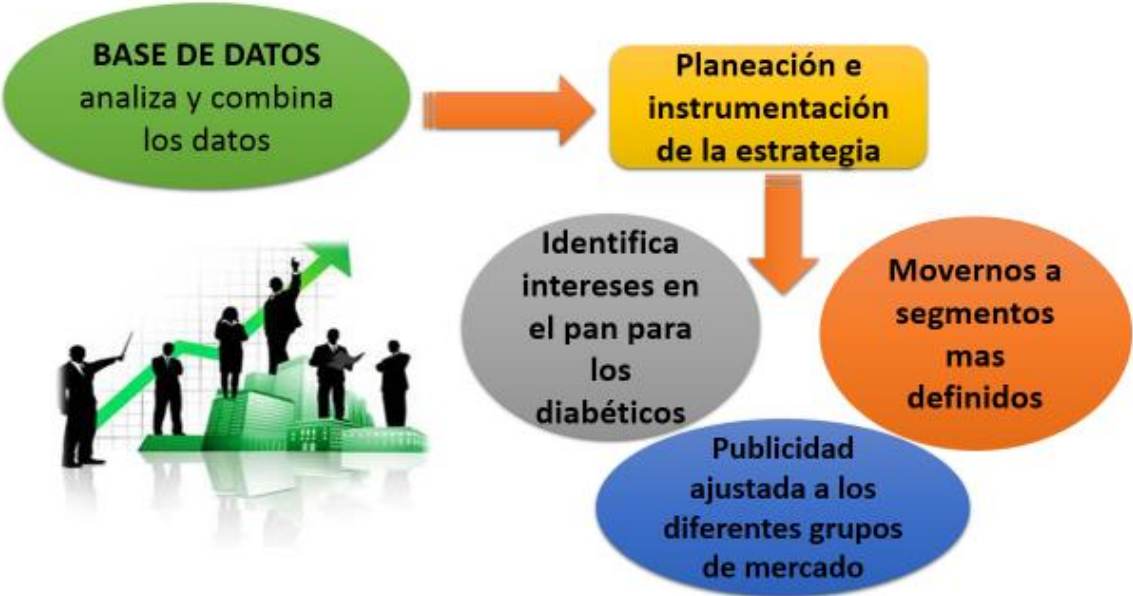 BASE DE DATOS
analiza y combina
los datos
Planeación e
instrumentación
de la estrategia
Identifica
intereses en
el pan para
los
diabéticos
Movernos a
segmentos
mas
definidos
Publicidad
ajustada a los
diferentes grupos
de mercado